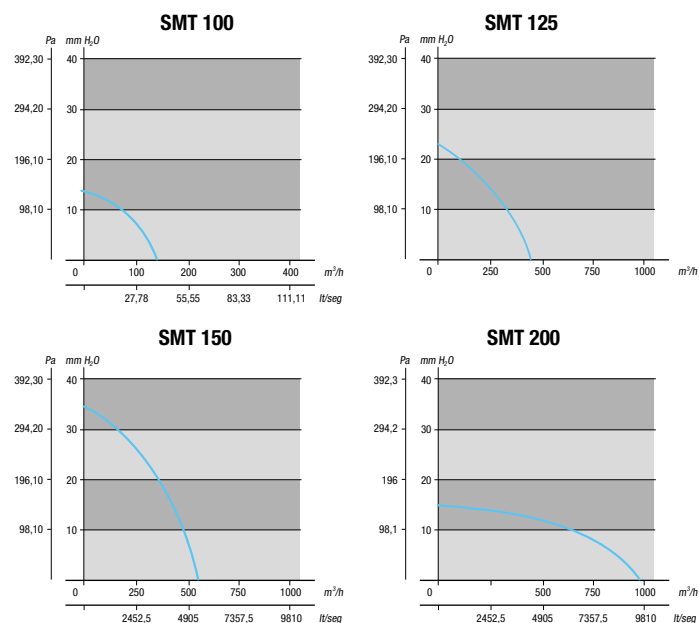 SMT 100
Pa mm H₂O
392,30 40
294,20 30
196,10 20
98,10 10
0 100 200 300 400 m³/h
27,78 55,55 83,33 111,11 lt/seg
SMT 125
Pa mm H₂O
392,30 40
294,20 30
196,10 20
98,10 10
0 250 500 750 1000 m³/h
SMT 150
Pa mm H₂O
392,30 40
294,20 30
196,10 20
98,10 10
0 250 500 750 1000 m³/h
2452,5 4905 7357,5 9810 lt/seg
SMT 200
Pa mm H₂O
392,3 40
294,2 30
196 20
98,1 10
0 250 500 750 1000 m³/h
2452,5 4905 7357,5 9810 lt/seg